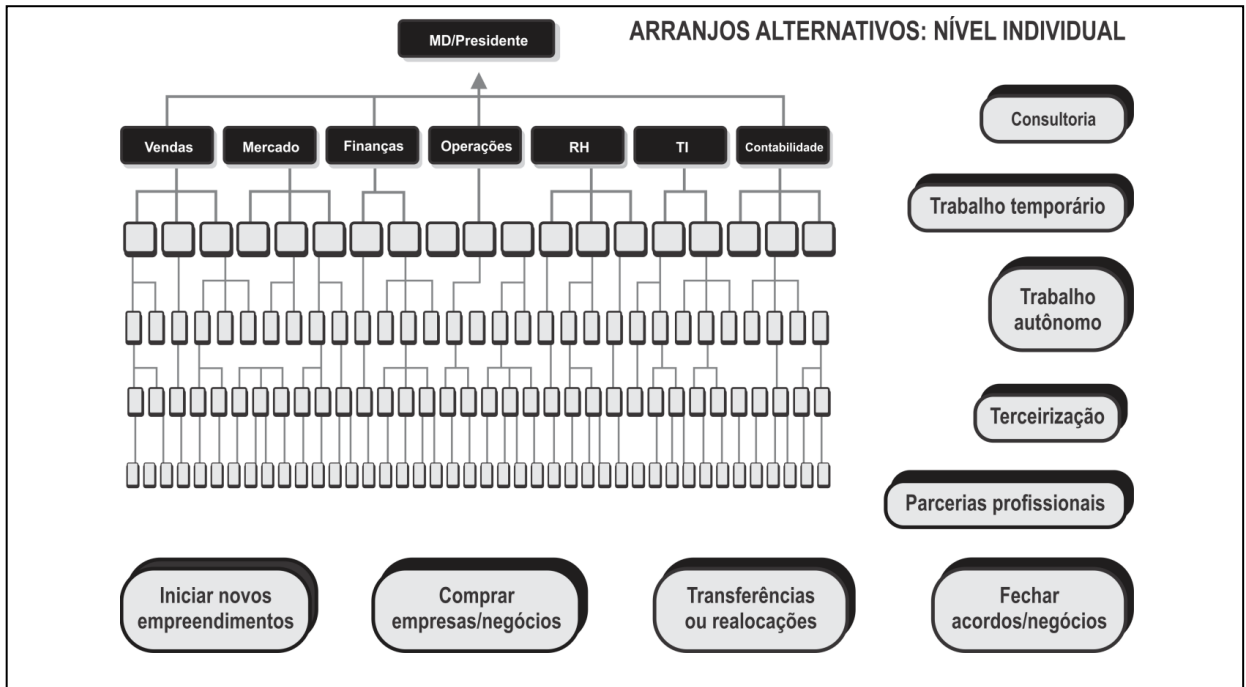 ARRANJOS ALTERNATIVOS: NÍVEL INDIVIDUAL
MD/Presidente
Vendas
Mercado
Finanças
Operações
RH
TI
Contabilidade
Consultoria
Trabalho temporário
Trabalho
autônomo
Terceirização
Parcerias profissionais
Iniciar novos
empreendimentos
Comprar
empresas/negócios
Transferências
ou realocações
Fechar
acordos/negócios